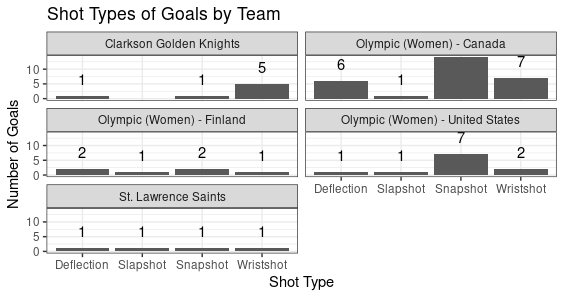 Shot Types of Goals by Team
Clarkson Golden Knights
Olympic (Women) - Canada
10
5
0
1
1
5
6
1
7
Olympic (Women) - Finland
Olympic (Women) - United States
10
5
0
2
1
2
1
1
1
7
2
Deflection Slapshot Snapshot Wristshot
St. Lawrence Saints
10
5
0
1
1
1
1
Deflection Slapshot Snapshot Wristshot
Shot Type
Number of Goals